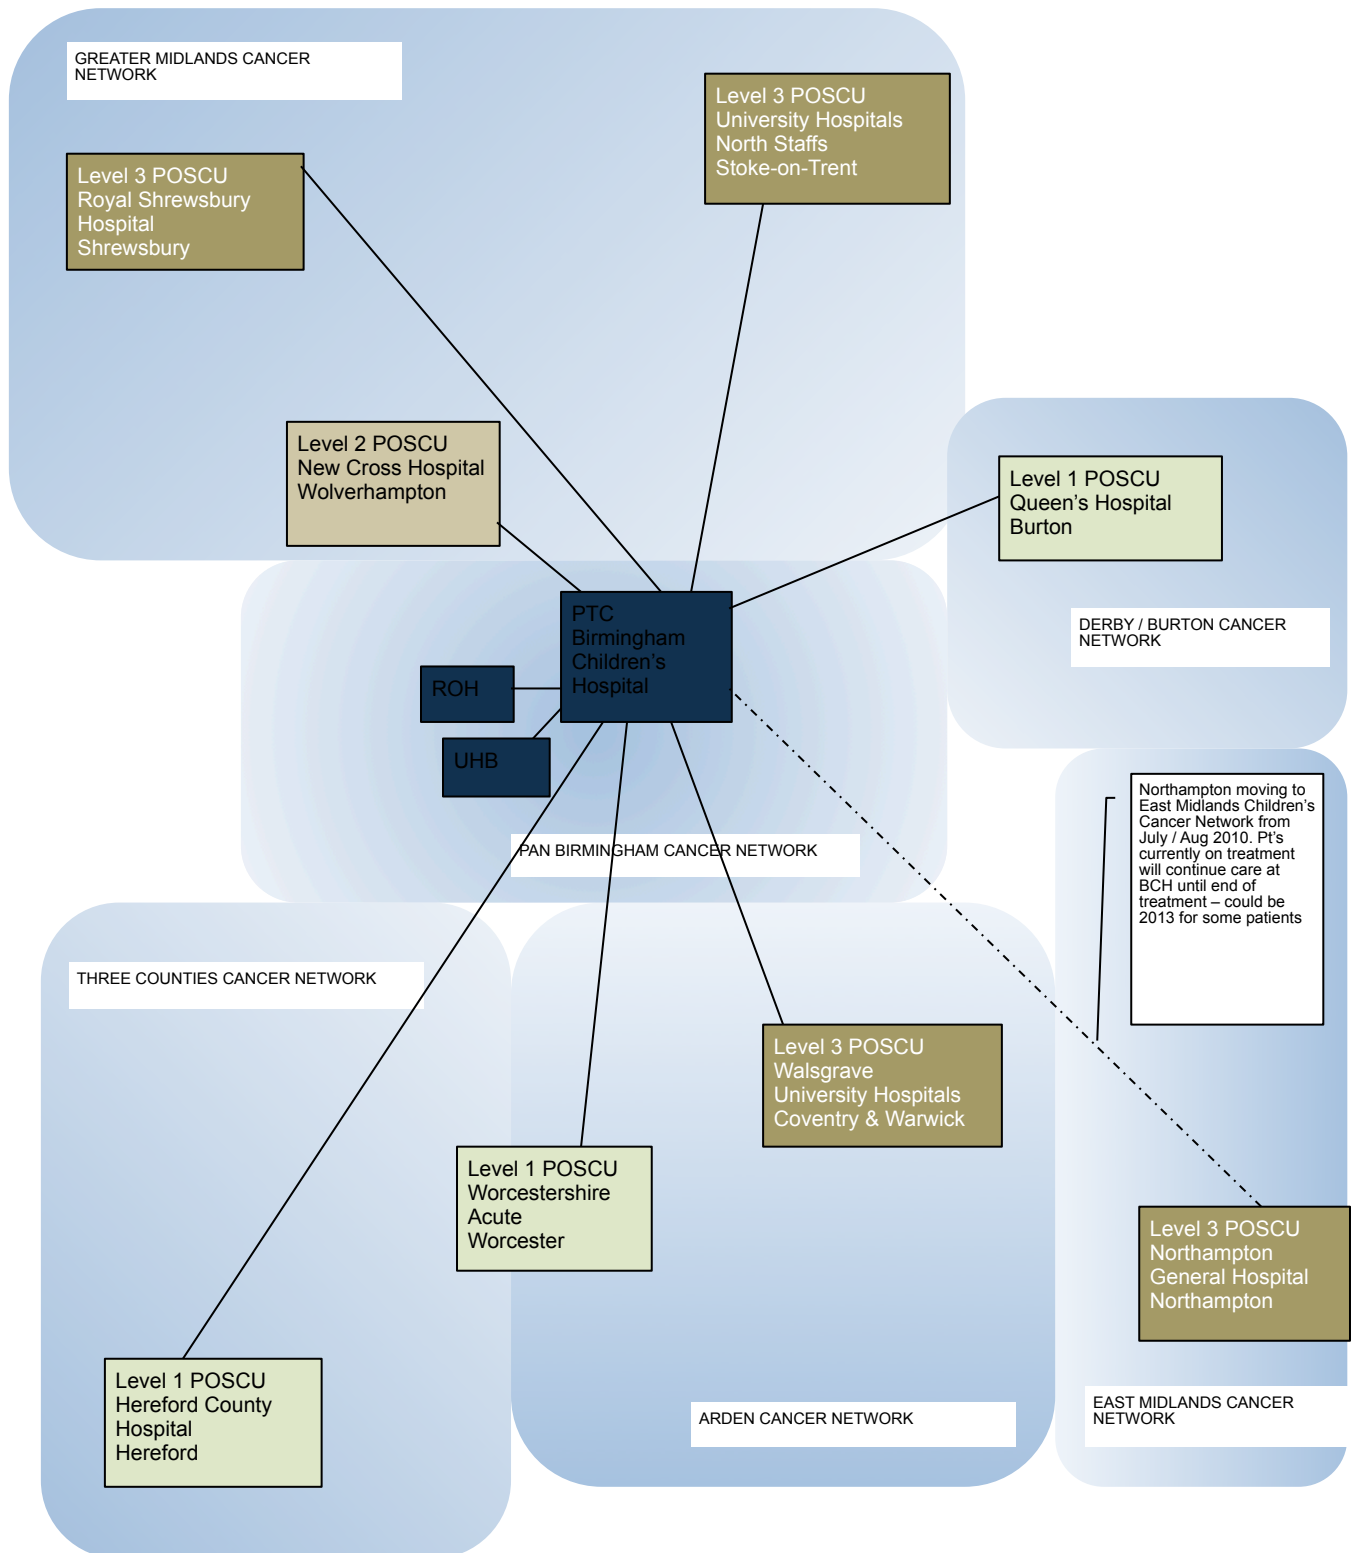 GREATER MIDLANDS CANCER
NETWORK
Level 3 POSCU
University Hospitals
North Staffs
Stoke-on-Trent
Level 3 POSCU
Royal Shrewsbury
Hospital
Shrewsbury
Level 2 POSCU
New Cross Hospital
Wolverhampton
Level 1 POSCU
Queen’s Hospital
Burton
DERBY / BURTON CANCER
NETWORK
PTC
Birmingham
Children’s
Hospital
ROH
UHB
PAN BIRMINGHAM CANCER NETWORK
Northampton moving to
East Midlands Children’s
Cancer Network from
July / Aug 2010. Pt’s
currently on treatment
will continue care at
BCH until end of
treatment – could be
2013 for some patients
THREE COUNTIES CANCER NETWORK
Level 3 POSCU
Walsgrave
University Hospitals
Coventry & Warwick
Level 1 POSCU
Worcestershire
Acute
Worcester
Level 3 POSCU
Northampton
General Hospital
Northampton
Level 1 POSCU
Hereford County
Hospital
Hereford
ARDEN CANCER NETWORK
EAST MIDLANDS CANCER
NETWORK